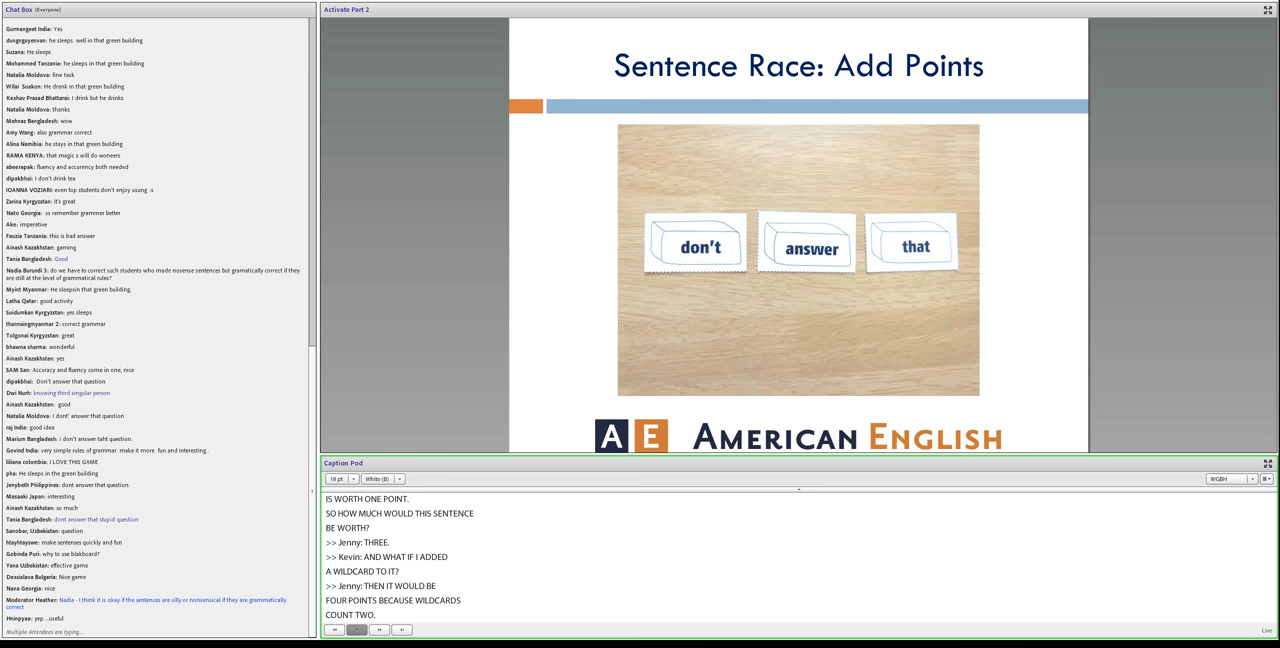 Chat Box (Everyone)
Gurmangeet India: Yes
dungnguyenvan: he sleeps  well in that green building
Suzana: He sleeps
Mohammed Tanzania: he sleeps in that green building
Natalia Moldova: fine task
Wilai  Suakon: He drank in that green building
Keshav Prasad Bhattarai: I drink but he drinks
Natalia Moldova: thanks
Mehnaz Bangladesh: wow
Amy Wang: also grammar correct
Alina Namibia: he stays in that green building
RAMA KENYA: that magic s will do woneers
abeerapak: fluency and accurency both needed
dipakbhai: I don't drink tea
IOANNA VOZIARI: even top students don't enjoy usung -s
Zarina Kyrgyzstan: it's great
Nato Georgia:  ss remember grammer better
Ake: imperative
Fauzia Tanzania: this is bad answer
Ainash Kazakhstan: gaming
Tania Bangladesh: Good
Nadia Burundi 3: do we have to correct such students who made nosense sentences but gramatically correct if they
are still at the level of grammatical rules?
Myint Myanmar: He sleepsin that green building.
Latha Qatar: good activity
Suidumkan Kyrgyzstan: yes sleeps
thannaingmyanmar 2: correct grammar
Tolgonai Kyrgyzstan: great
bhawna sharma: wonderful
Ainash Kazakhstan: yes
SAM San: Accuracy and fluency come in one, nice
dipakbhai:  Don't answer that question
Dwi Nurh: knowing third singular person
Ainash Kazakhstan:  good
Natalia Moldova: I dont' answer that question
raj India: good idea
Marium Bangladesh: i don't answer taht question.
Govind India: very simple rules of grammar. make it more  fun and interesting..
liliana colombia: I LOVE THIS GAME
pha: He sleeps in the green building
Jenybeth Philippines: dont answer that question.
Masaaki Japan: interesting
Ainash Kazakhstan: so much
Tania Bangladesh: dont answer that stupid question
Sanobar, Uzbekistan: question
htayhtayswe: make sentences quickly and fun
Gobinda Puri: why to use blakboard?
Yana Uzbekistan: effective game
Dessislava Bulgaria: Nice game
Nana Georgia: nice
Moderator Heather: Nadia - I think it is okay if the sentences are silly or nonsensical if they are grammatically
correct
Hninpyae: yep...useful
Multiple Attendees are typing...
Activate Part 2
Sentence Race: Add Points
don't answer that
AE AMERICAN ENGLISH
Caption Pod
18 pt White (B) WGBH
IS WORTH ONE POINT.
SO HOW MUCH WOULD THIS SENTENCE
BE WORTH?
>> Jenny: THREE.
>> Kevin: AND WHAT IF I ADDED
A WILDCARD TO IT?
>> Jenny: THEN IT WOULD BE
FOUR POINTS BECAUSE WILDCARDS
COUNT TWO.
Live